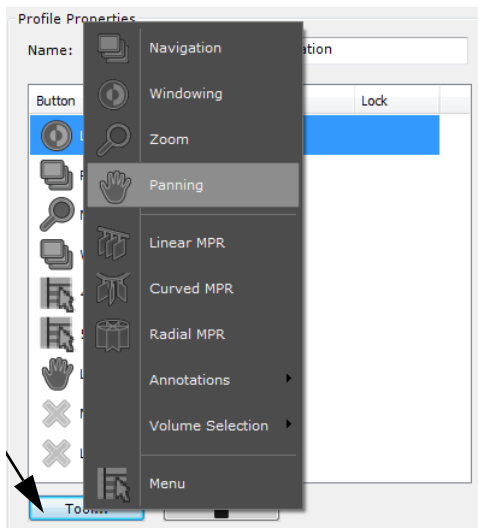 Profile Properties
Name:
ation
Button
Lock
Navigation
Windowing
Zoom
Panning
Linear MPR
Curved MPR
Radial MPR
Annotations
Volume Selection
Menu